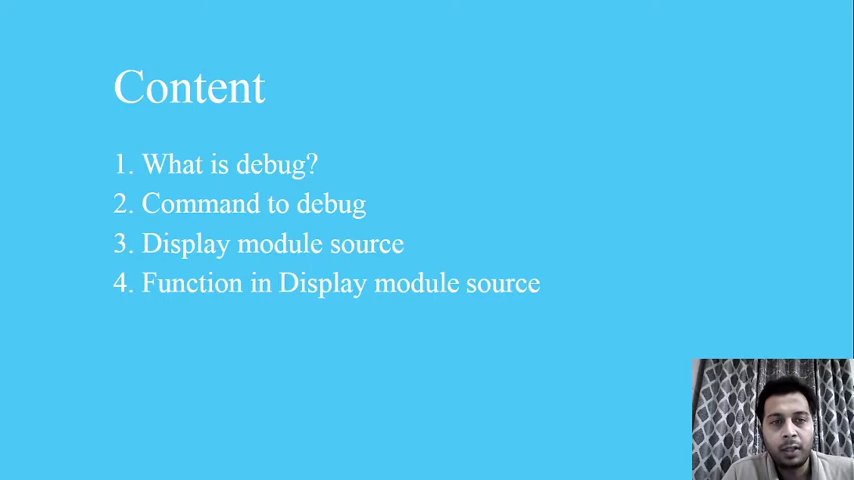 Content
1. What is debug?
2. Command to debug
3. Display module source
4. Function in Display module source